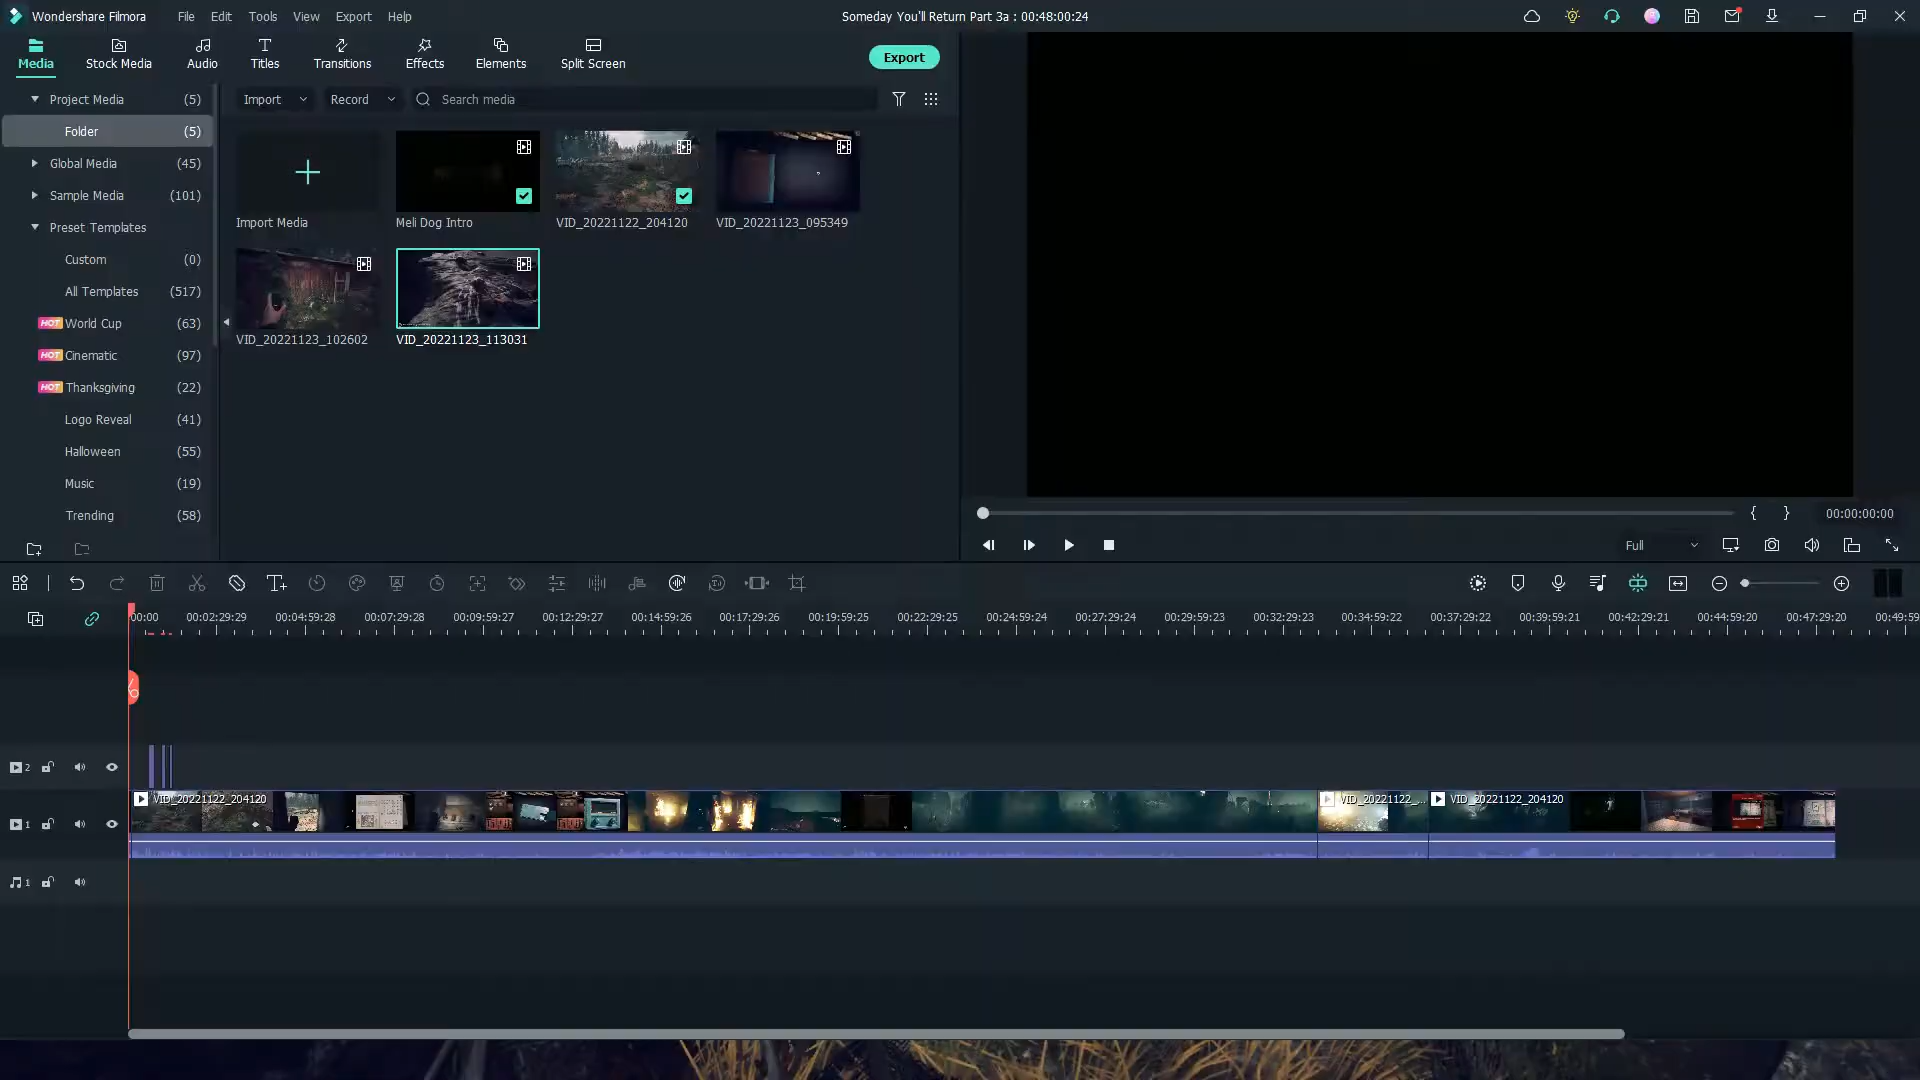 Wondershare Filmora
File Edit Tools View Export Help
Someday You'll Return Part 3a : 00:48:00:24
Media Stock Media Audio Titles Transitions Effects Elements Split Screen
Export
Project Media (5)
Folder (5)
Global Media (45)
Sample Media (101)
Preset Templates
Custom (0)
All Templates (517)
HOT World Cup (63)
HOT Cinematic (97)
HOT Thanksgiving (22)
Logo Reveal (41)
Halloween (55)
Music (19)
Trending (58)
Import Record Search media
Import Media Meli Dog Intro VID_20221122_204120 VID_20221123_095349
VID_20221123_102602 VID_20221123_113031
{ } 00:00:00:00
Full
00:00 00:02:29:29 00:04:59:28 00:07:29:28 00:09:59:27 00:12:29:27 00:14:59:26 00:17:29:26 00:19:59:25 00:22:29:25 00:24:59:24 00:27:29:24 00:29:59:23 00:32:29:23 00:34:59:22 00:37:29:22 00:39:59:21 00:42:29:21 00:44:59:20 00:47:29:20 00:49:59
2
VID_20221122_204120 VID_20221122_... VID_20221122_204120
1
1